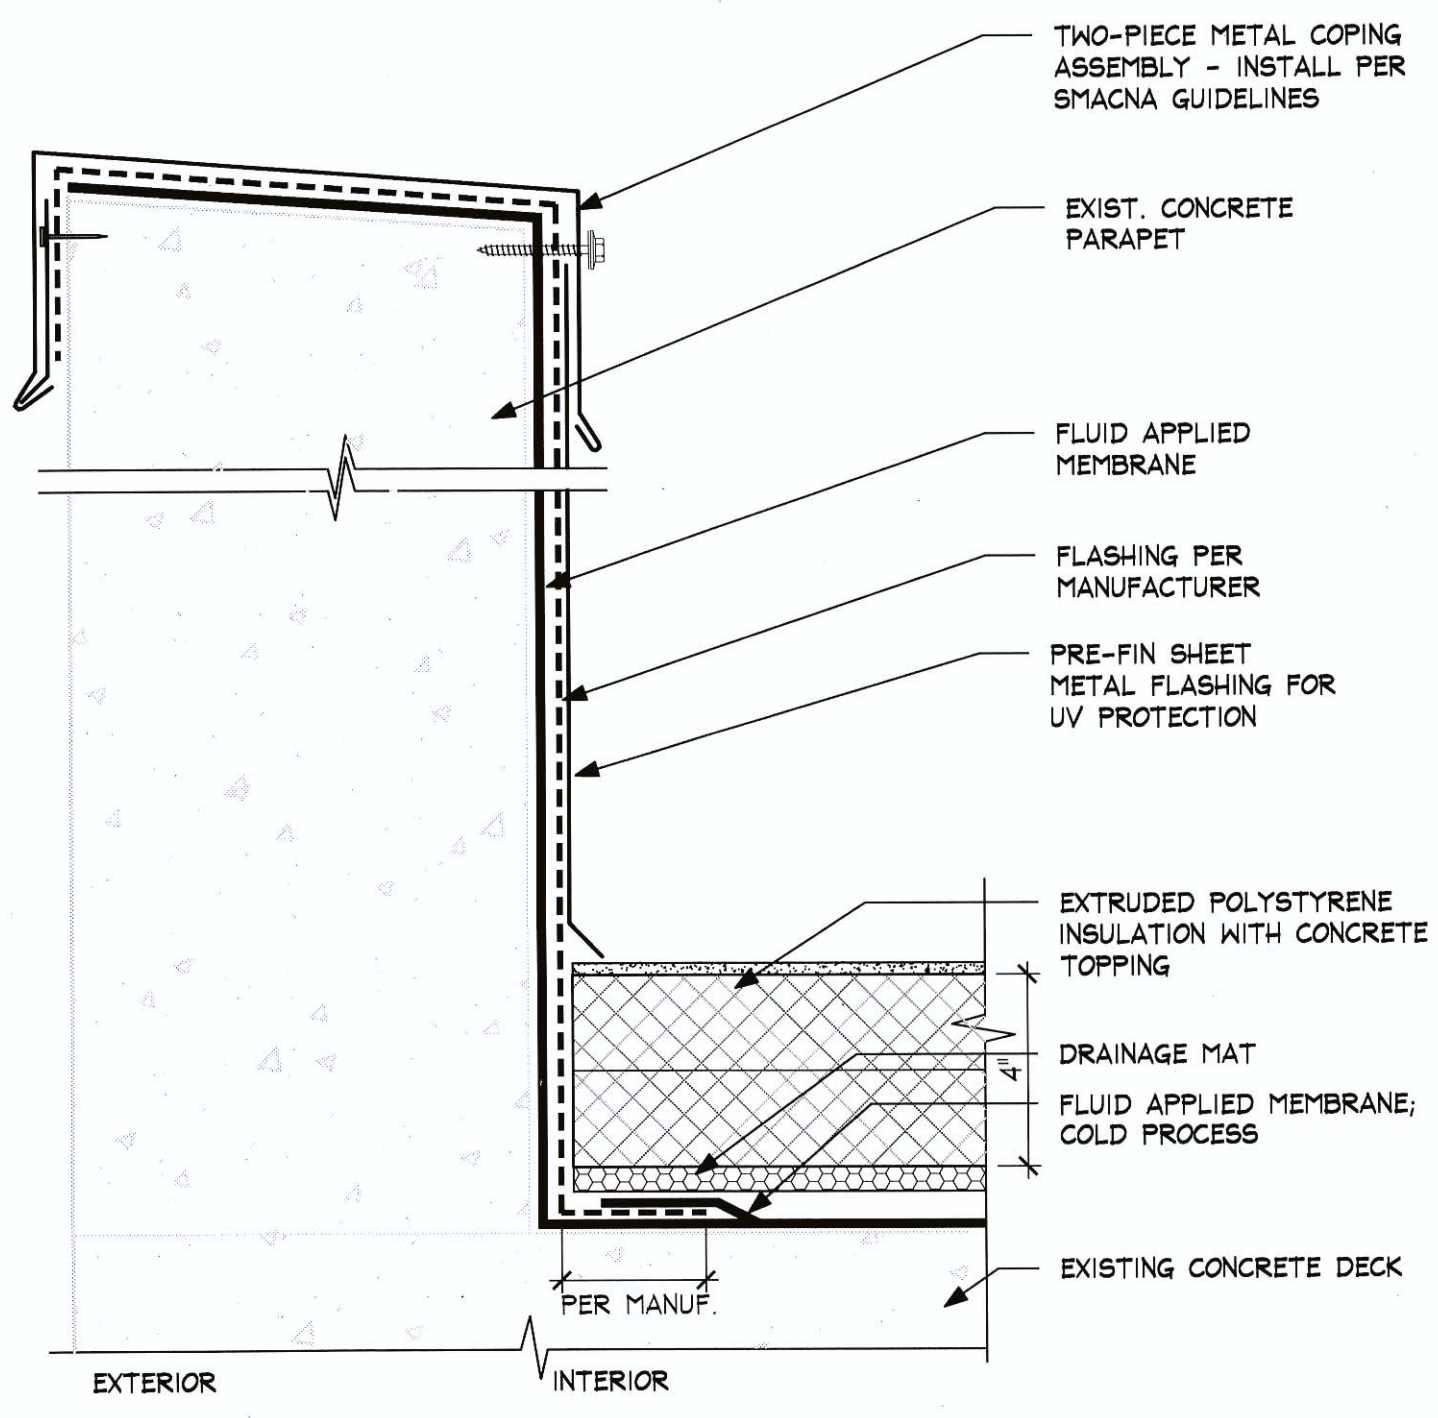 TWO-PIECE METAL COPING
ASSEMBLY - INSTALL PER
SMACNA GUIDELINES
EXIST. CONCRETE
PARAPET
FLUID APPLIED
MEMBRANE
FLASHING PER
MANUFACTURER
PRE-FIN SHEET
METAL FLASHING FOR
UV PROTECTION
EXTRUDED POLYSTYRENE
INSULATION WITH CONCRETE
TOPPING
DRAINAGE MAT
4"
FLUID APPLIED MEMBRANE;
COLD PROCESS
EXISTING CONCRETE DECK
PER MANUF.
EXTERIOR
INTERIOR